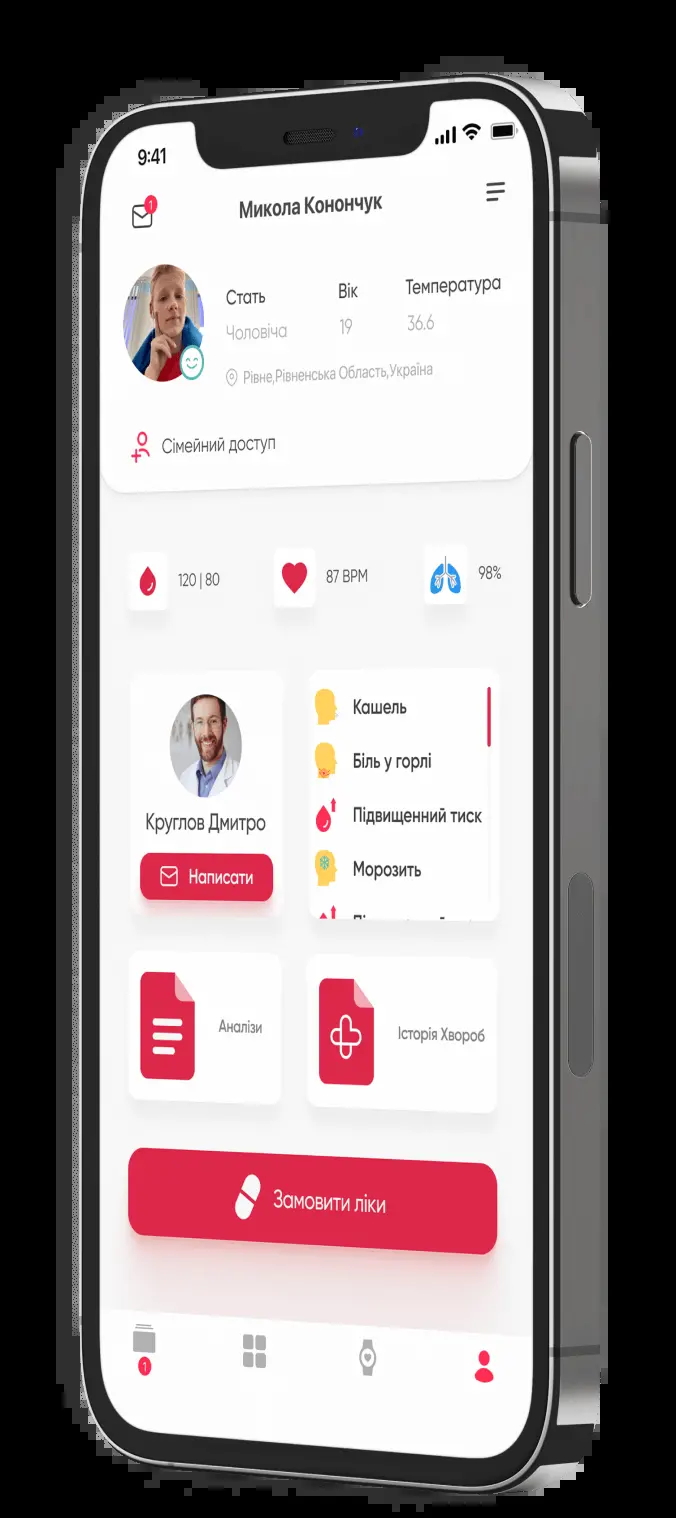 9:41
1
Микола Конончук
Стать
Вік
Температура
Чоловіча
19
36.6
Рівне,Рівненська Область,Україна
Сімейний доступ
120 | 80
87 BPM
98%
Кашель
Біль у горлі
Підвищенний тиск
Морозить
Круглов Дмитро
Написати
Аналізи
Історія Хвороб
Замовити ліки
1